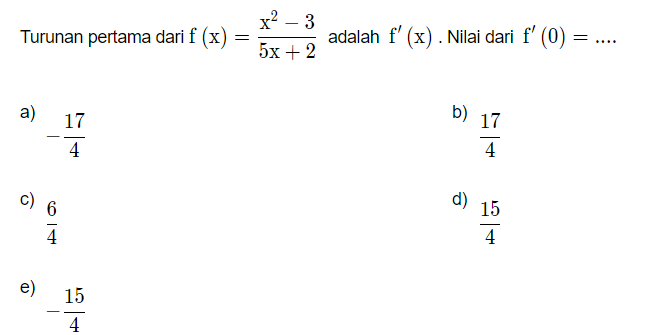 Turunan pertama dari f (x) = x² – 3 / 5x + 2 adalah f′ (x) . Nilai dari f′ (0) = ....
a) – 17/4
b) 17/4
c) 6/4
d) 15/4
e) – 15/4